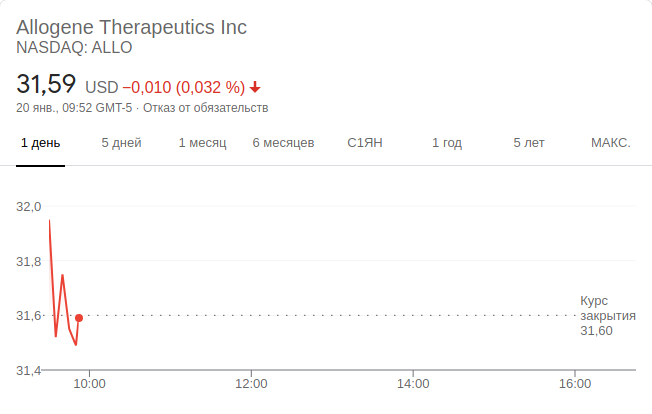 Allogene Therapeutics Inc
NASDAQ: ALLO
31,59 USD −0,010 (0,032 %)
20 янв., 09:52 GMT-5 · Отказ от обязательств
1 день 5 дней 1 месяц 6 месяцев С1ЯН 1 год 5 лет МАКС.
32,0
31,8
31,6
31,4
Курс
закрытия
31,60
10:00 12:00 14:00 16:00